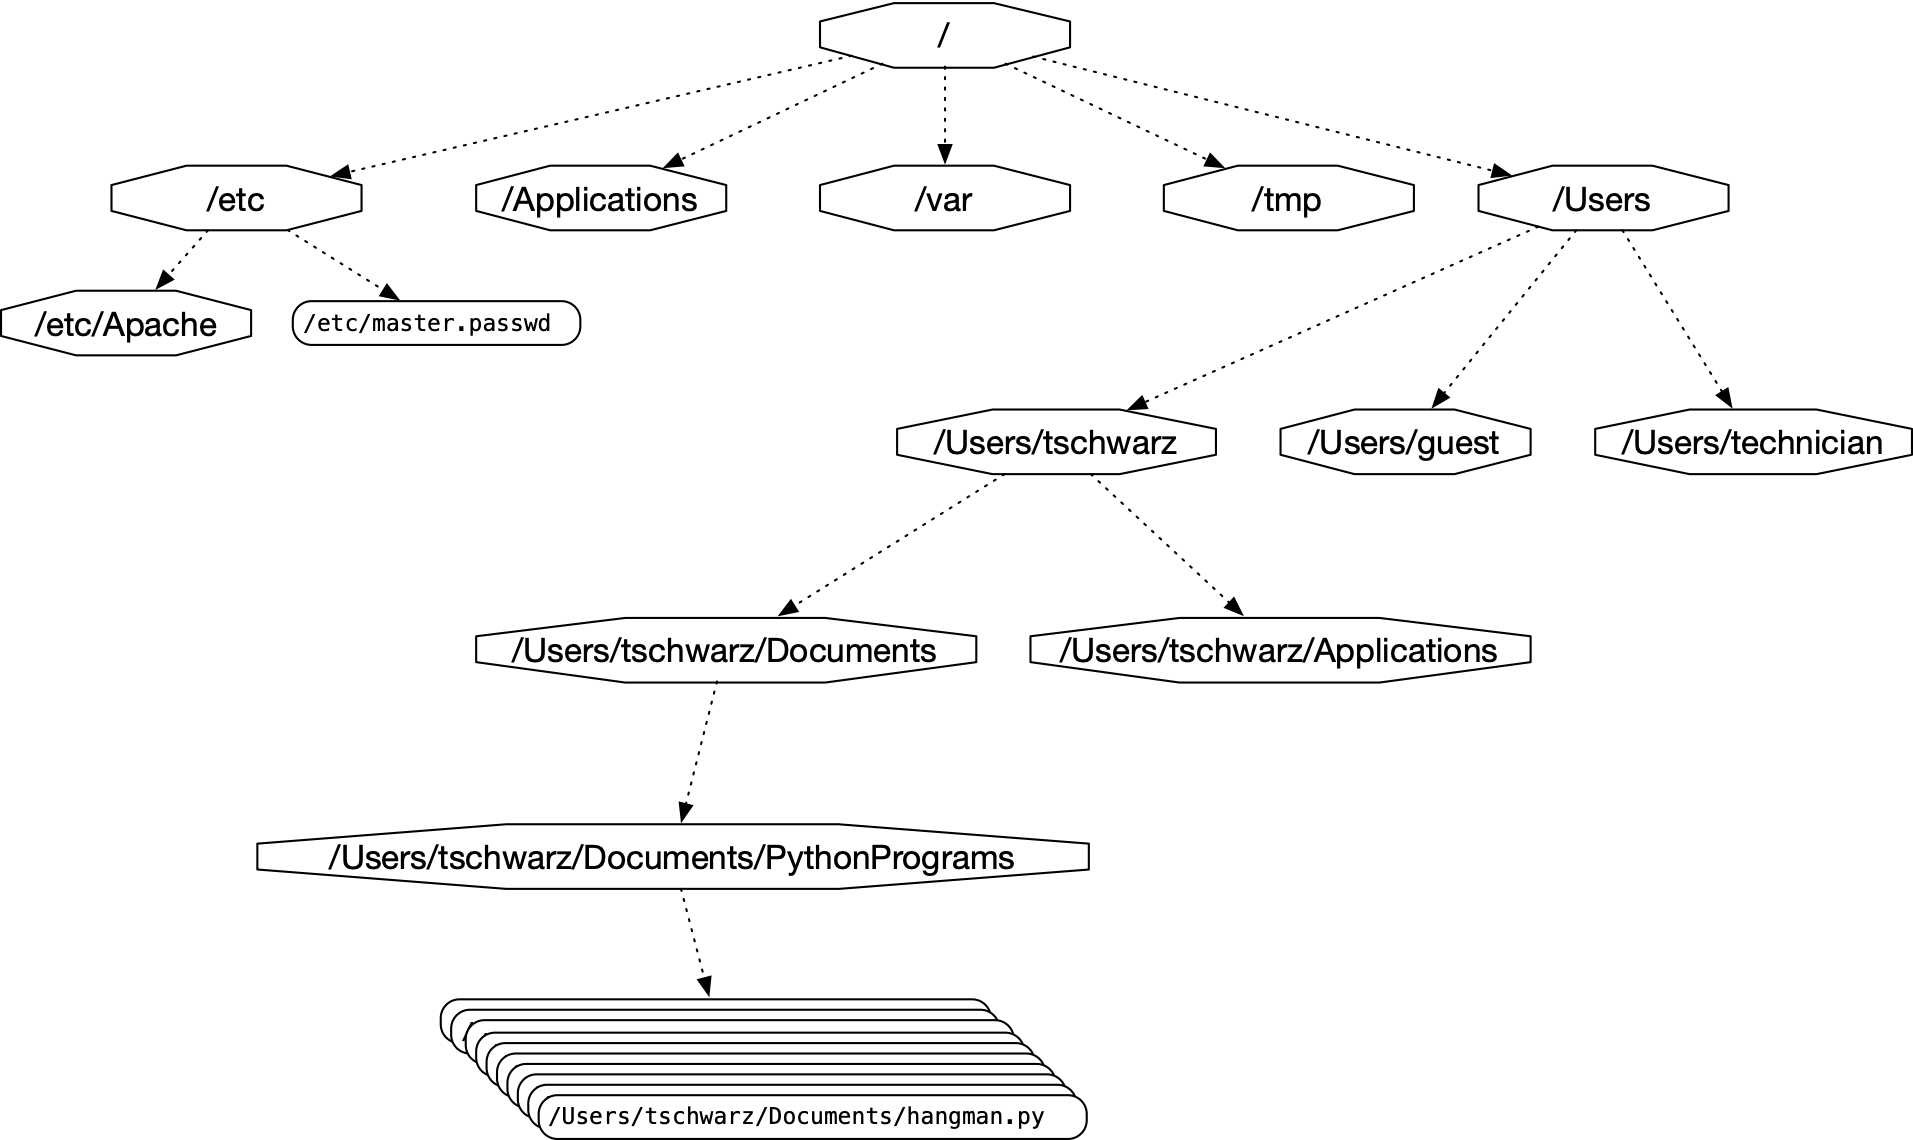 /
/etc
/Applications
/var
/tmp
/Users
/etc/Apache
/etc/master.passwd
/Users/tschwarz
/Users/guest
/Users/technician
/Users/tschwarz/Documents
/Users/tschwarz/Applications
/Users/tschwarz/Documents/PythonPrograms
/Users/tschwarz/Documents/hangman.py